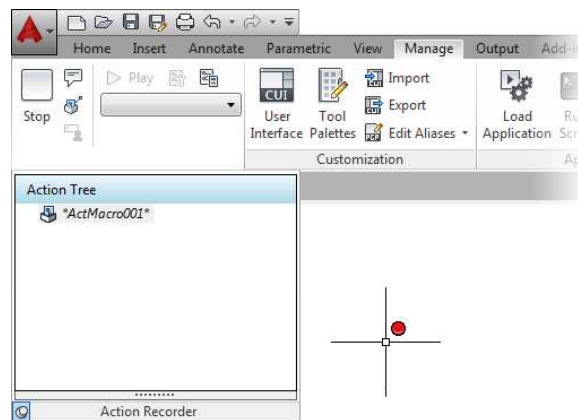 Home Insert Annotate Parametric View Manage Output
Play
Stop
CUI
User Interface
Tool Palettes
Import
Export
Edit Aliases
Load Application
Customization
Action Tree
*ActMacro001*
Action Recorder